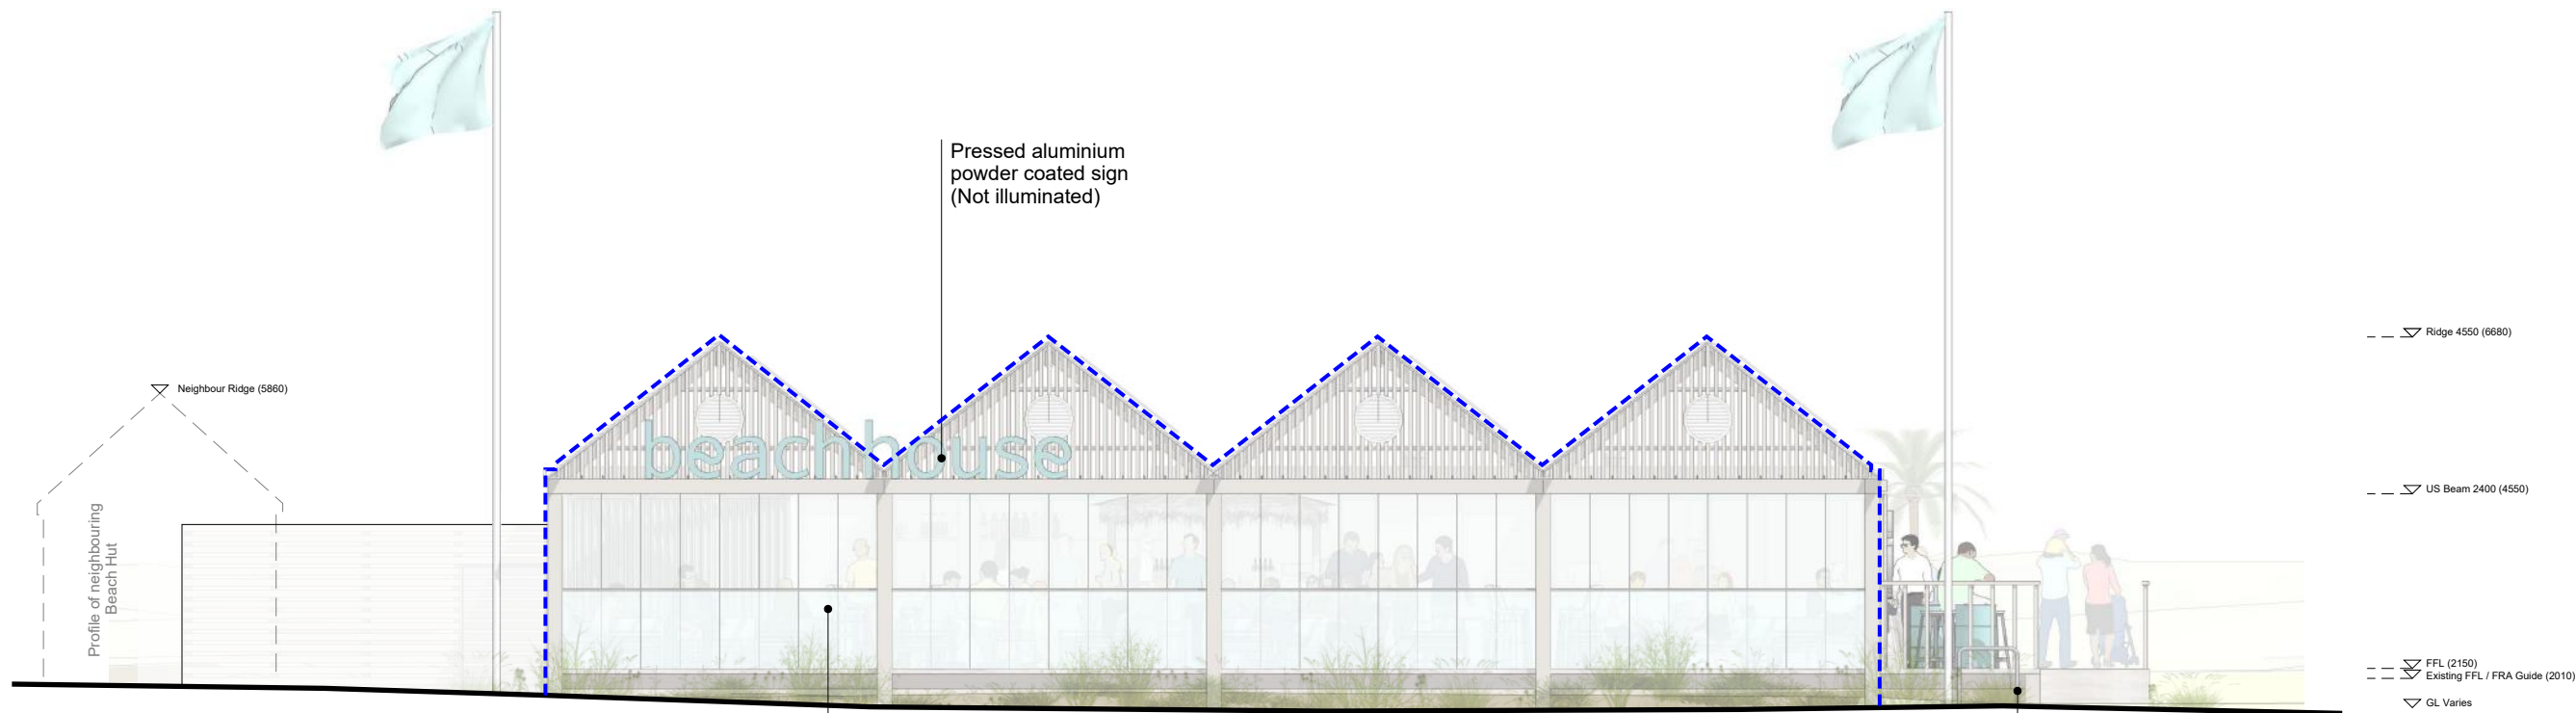 Pressed aluminium
powder coated sign
(Not illuminated)
Ridge 4550 (6680)
Neighbour Ridge (5860)
beachhouse
US Beam 2400 (4550)
Profile of neighbouring
Beach Hut
FFL (2150)
Existing FFL / FRA Guide (2010)
GL Varies